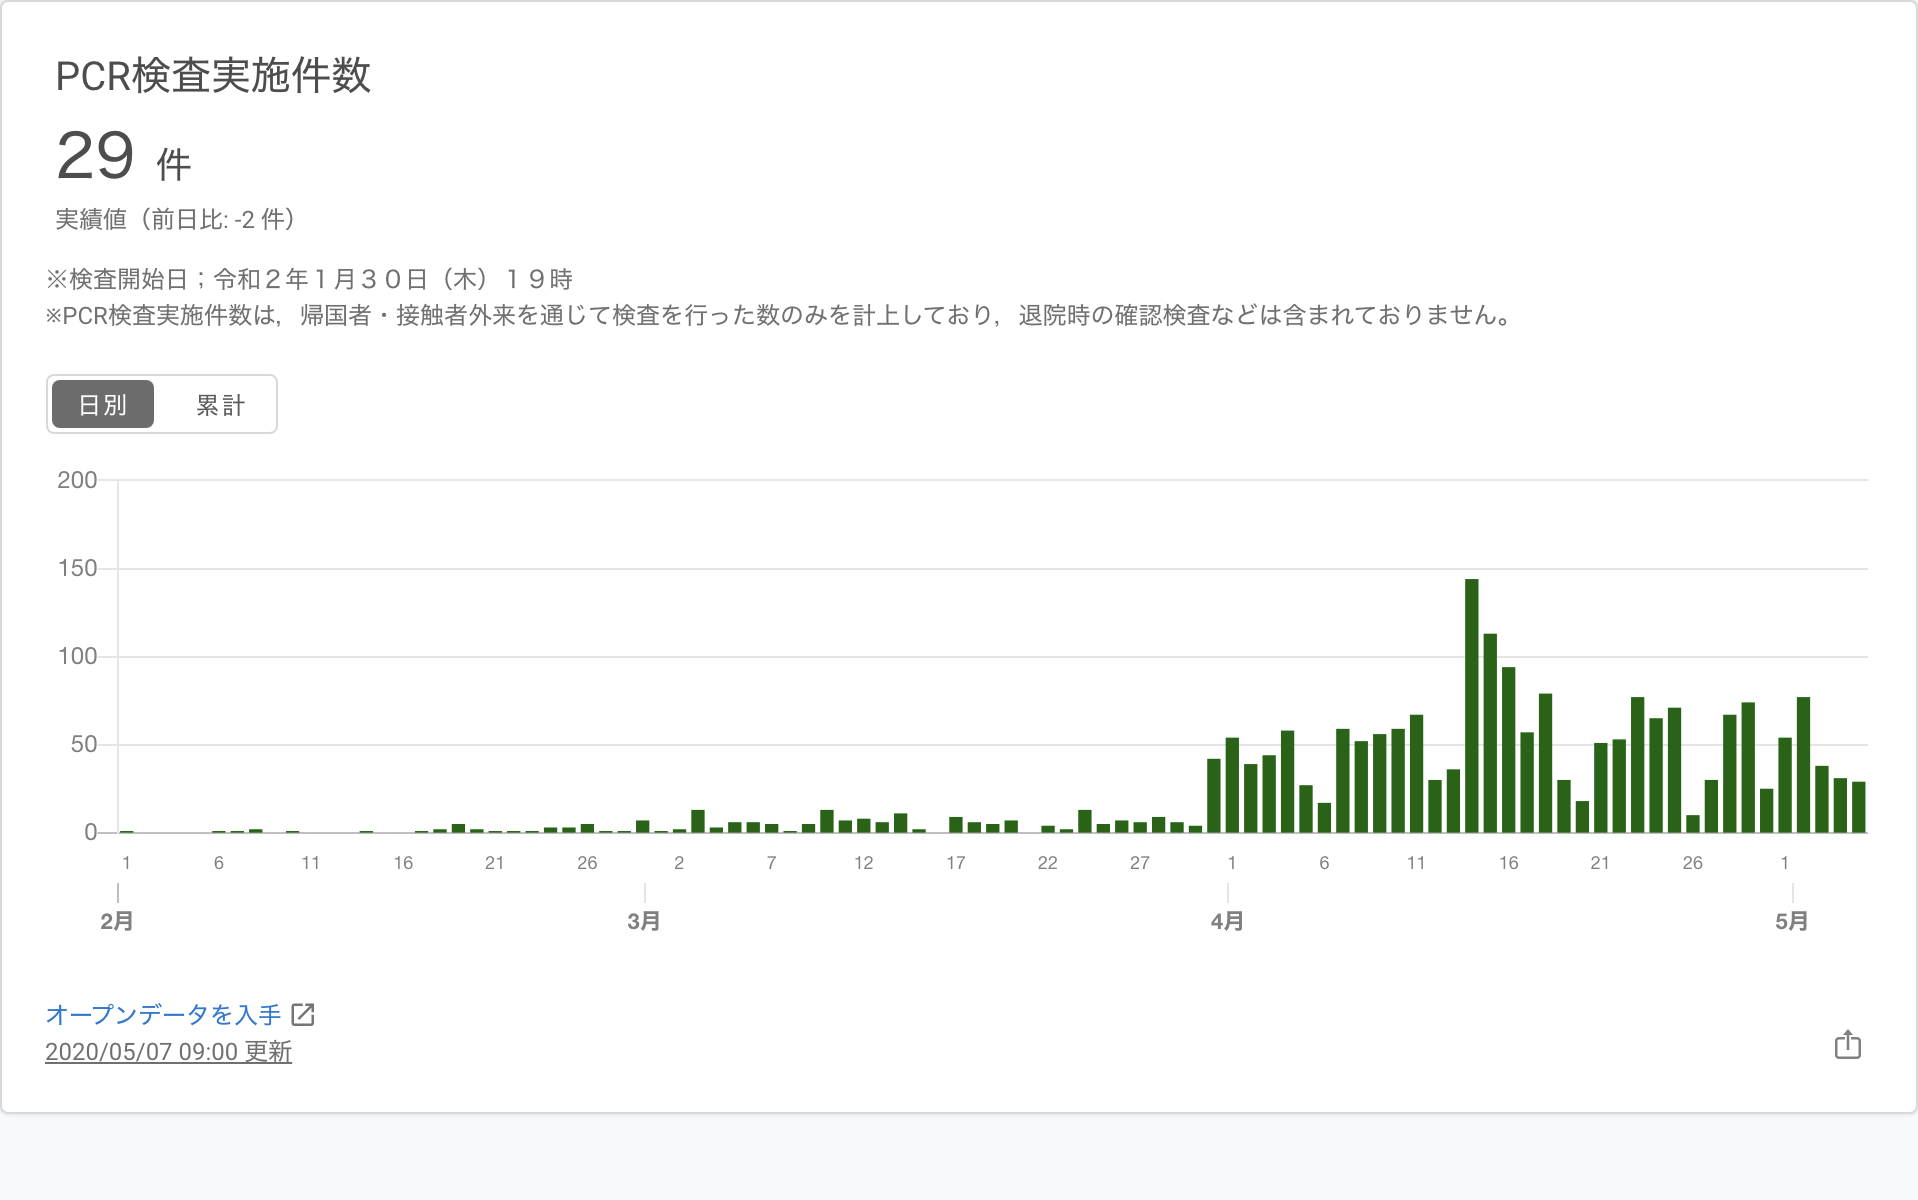 PCR検査実施件数
29 件
実績値（前日比: -2 件）
※検査開始日；令和２年１月３０日（木）１９時
※PCR検査実施件数は，帰国者・接触者外来を通じて検査を行った数のみを計上しており，退院時の確認検査などは含まれておりません。
日別 累計
200
150
100
50
0
1 6 11 16 21 26 2 7 12 17 22 27 1 6 11 16 21 26 1
2月 3月 4月 5月
オープンデータを入手
2020/05/07 09:00 更新